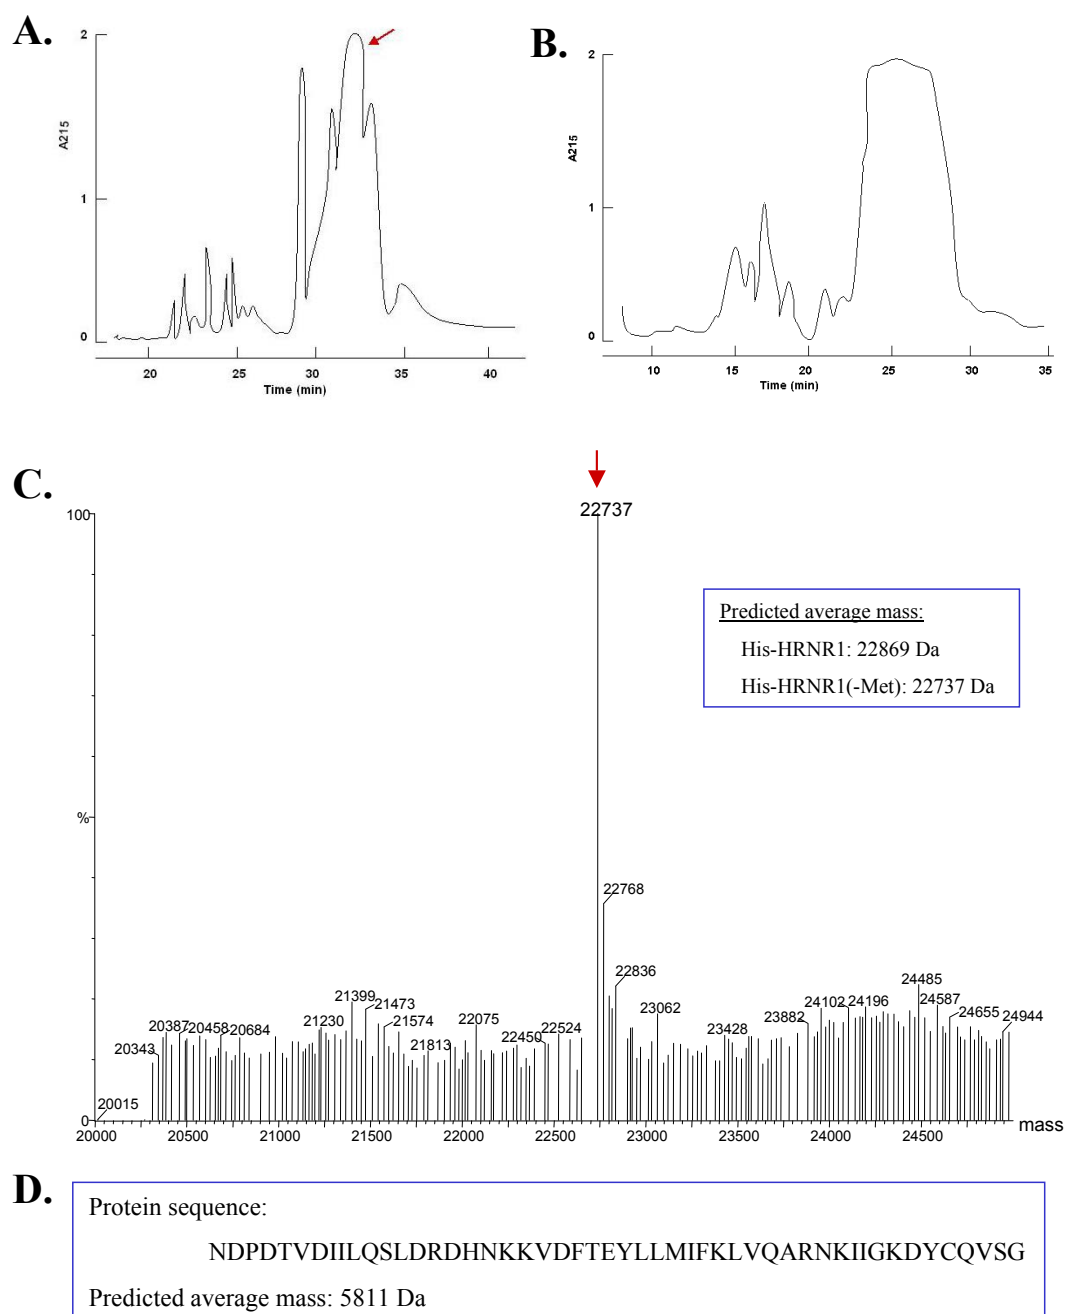 A.
2
A215
1
0
20 25 30 35 40
Time (min)
B.
2
A215
1
0
10 15 20 25 30 35
Time (min)
C.
100
%
0
22737
Predicted average mass:
His-HRNR1: 22869 Da
His-HRNR1(-Met): 22737 Da
22768
22836
20015
20343
20387
20458
20684
21230
21399
21473
21574
21813
22075
22450
22524
23062
23428
23882
24102
24196
24485
24587
24655
24944
20000 20500 21000 21500 22000 22500 23000 23500 24000 24500
mass
D.
Protein sequence:
NDPDTVDIILQSLDRDHNKKVDFTEYLLMIFKLVQARNKIIGKDYCQVSG
Predicted average mass: 5811 Da